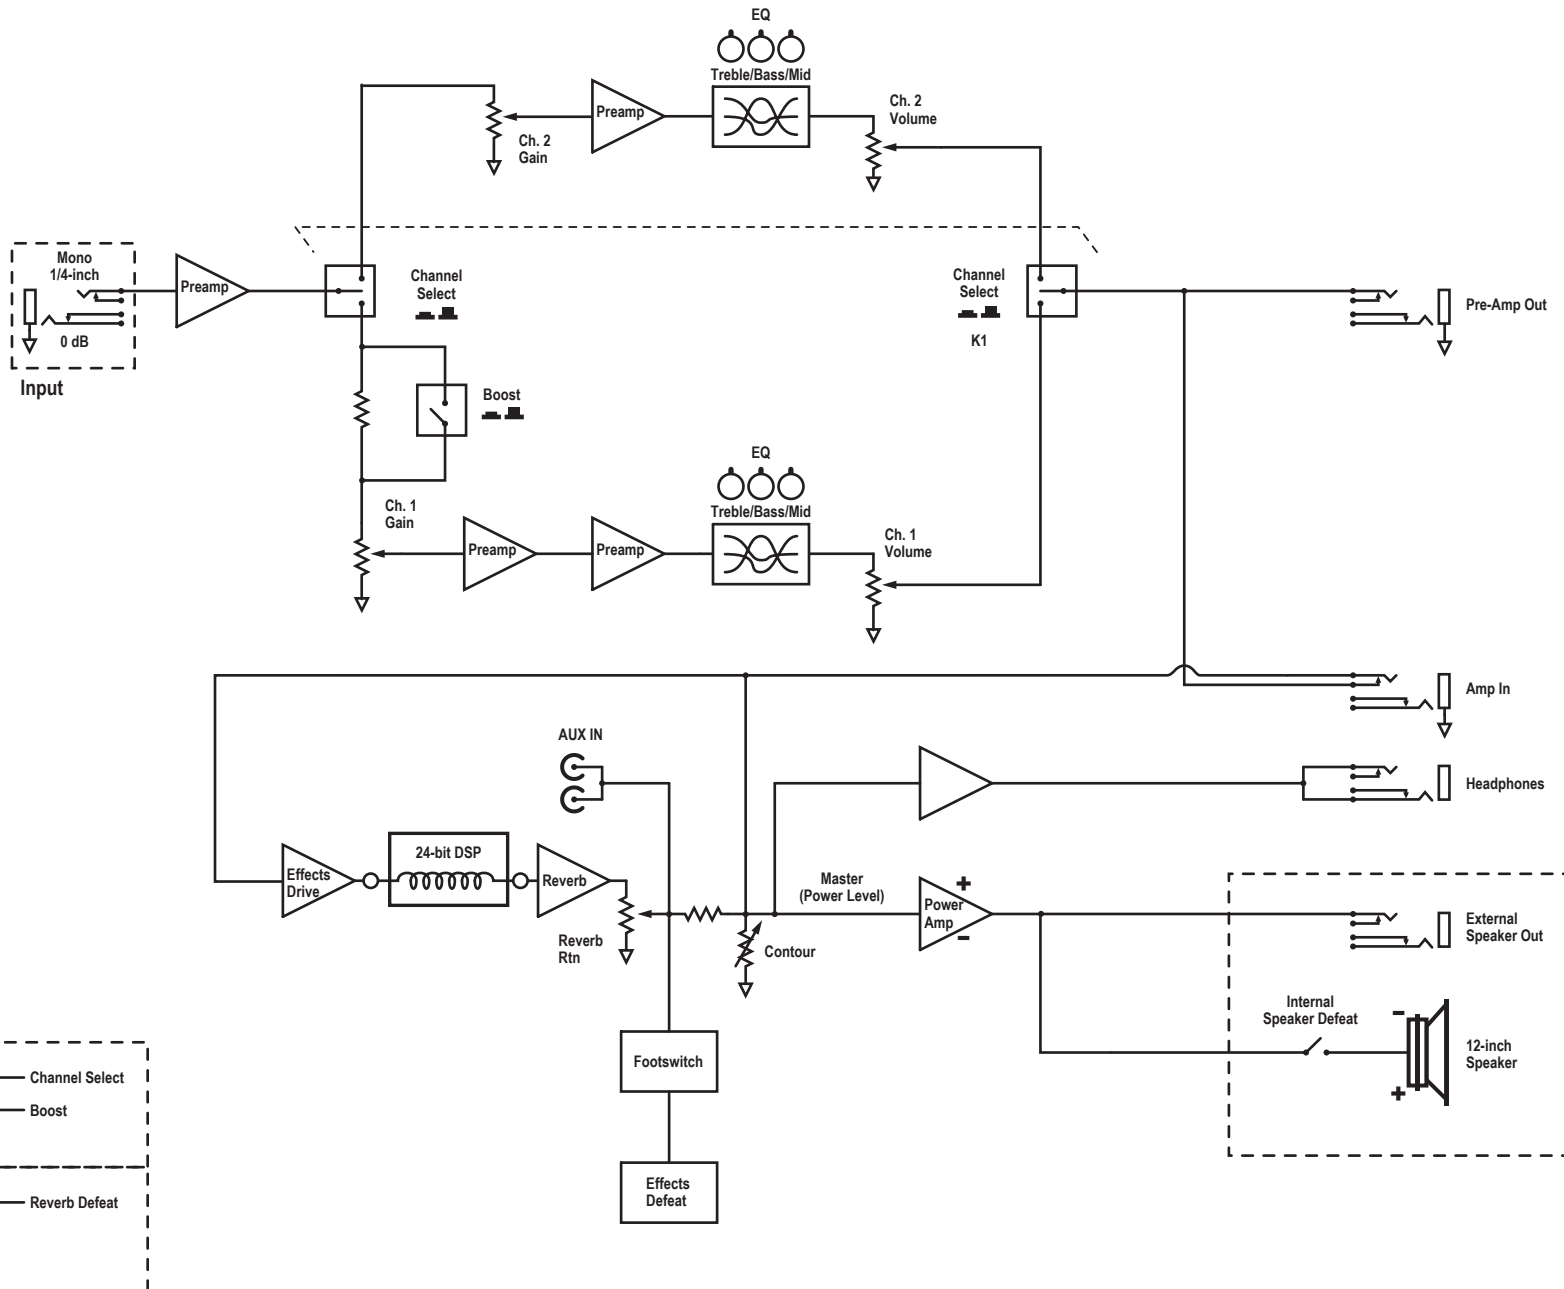 EQ
Treble/Bass/Mid
Preamp
Ch. 2
Gain
Ch. 2
Volume
Mono
1/4-inch
0 dB
Input
Preamp
Channel
Select
Channel
Select
K1
Pre-Amp Out
Boost
EQ
Treble/Bass/Mid
Ch. 1
Gain
Preamp
Preamp
Ch. 1
Volume
Amp In
AUX IN
Headphones
Effects
Drive
24-bit DSP
Reverb
Reverb
Rtn
Contour
Master
(Power Level)
Power
Amp
+
−
External
Speaker Out
Internal
Speaker Defeat
−
+
12-inch
Speaker
Footswitch
Effects
Defeat
Channel Select
Boost
Reverb Defeat